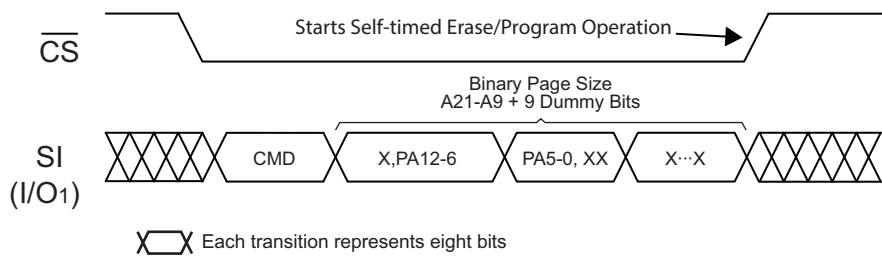 Starts Self-timed Erase/Program Operation
CS
Binary Page Size
A21-A9 + 9 Dummy Bits
SI
(I/O1)
CMD
X,PA12-6
PA5-0, XX
X···X
Each transition represents eight bits